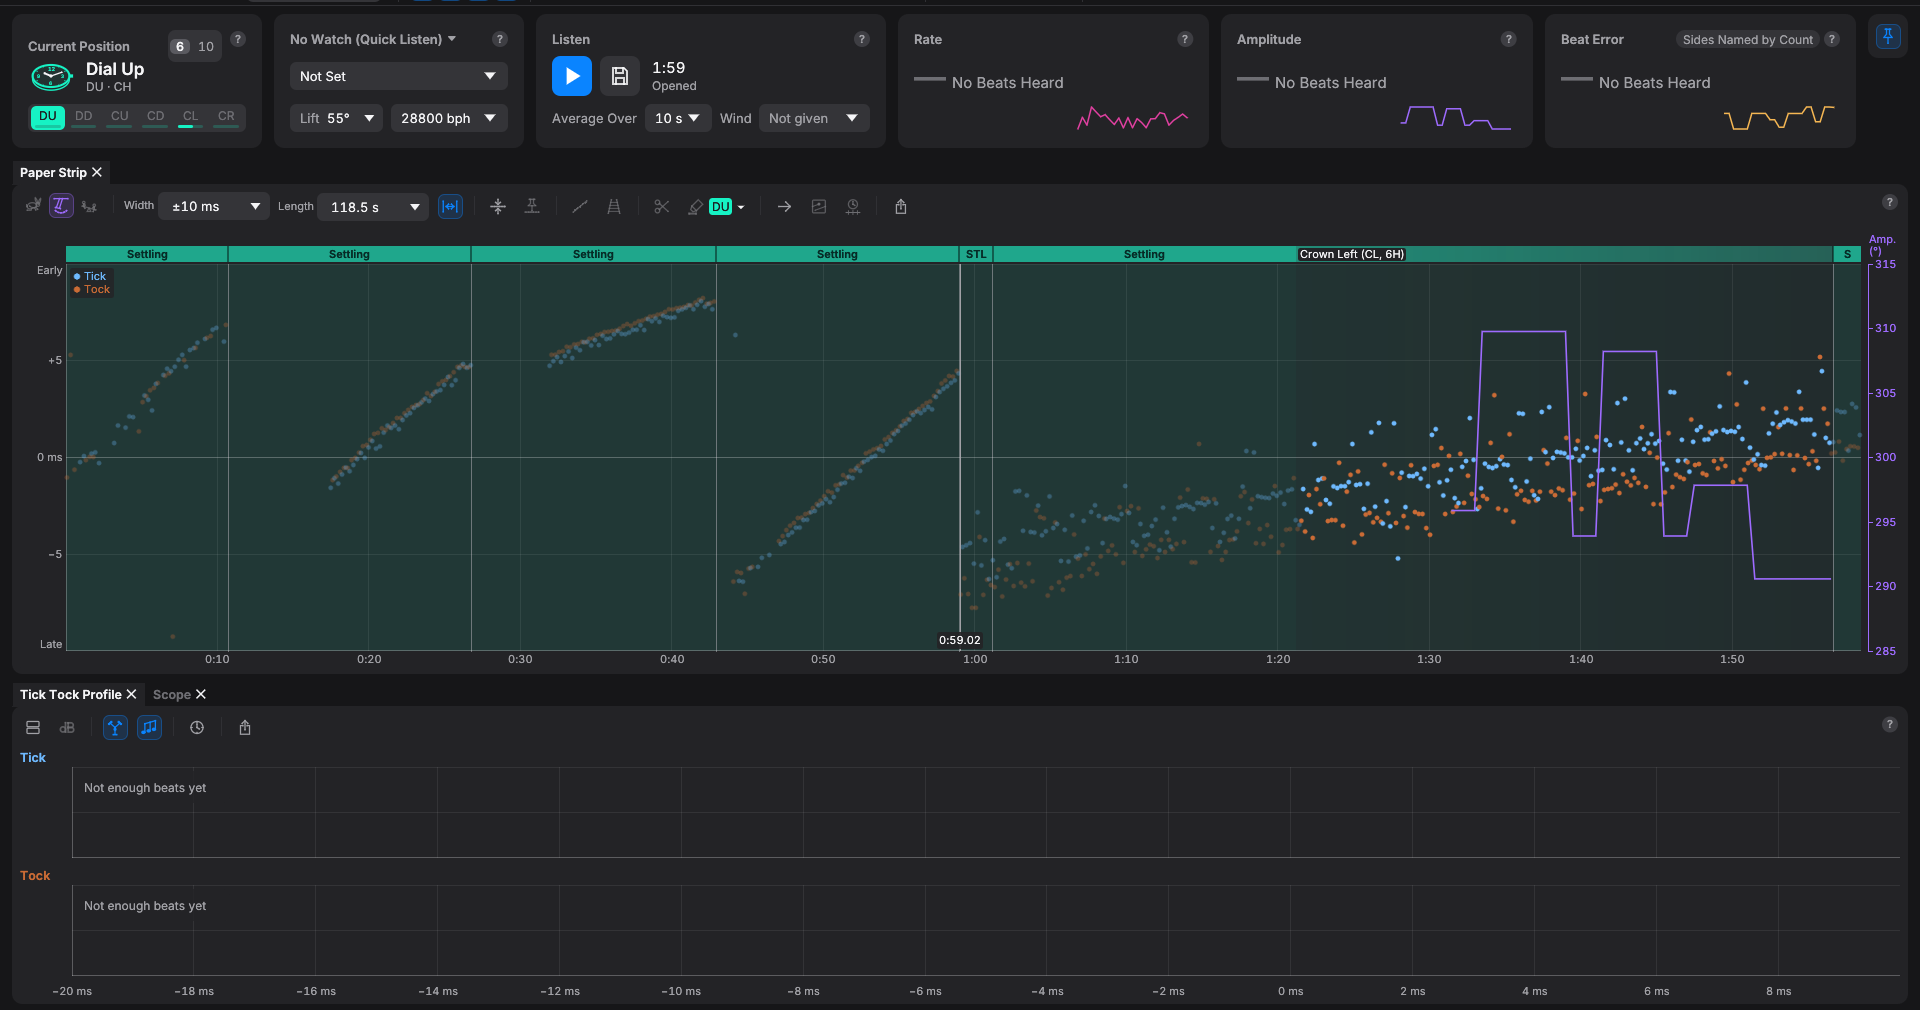 Current Position
6 10
?
Dial Up
DU · CH
DU DD CU CD CL CR
No Watch (Quick Listen)
?
Not Set
Lift 55°
28800 bph
Listen
?
1:59
Opened
Average Over 10 s Wind Not given
Rate
?
No Beats Heard
Amplitude
?
No Beats Heard
Beat Error
Sides Named by Count
?
No Beats Heard
Paper Strip
Width ±10 ms Length 118.5 s DU
?
Settling Settling Settling Settling STL Settling Crown Left (CL, 6H) S
Amp.
(°)
Early
Tick
Tock
+5
0 ms
−5
Late
315
310
305
300
295
290
285
0:59.02
0:10 0:20 0:30 0:40 0:50 1:00 1:10 1:20 1:30 1:40 1:50
Tick Tock Profile Scope
dB
?
Tick
Not enough beats yet
Tock
Not enough beats yet
−20 ms −18 ms −16 ms −14 ms −12 ms −10 ms −8 ms −6 ms −4 ms −2 ms 0 ms 2 ms 4 ms 6 ms 8 ms